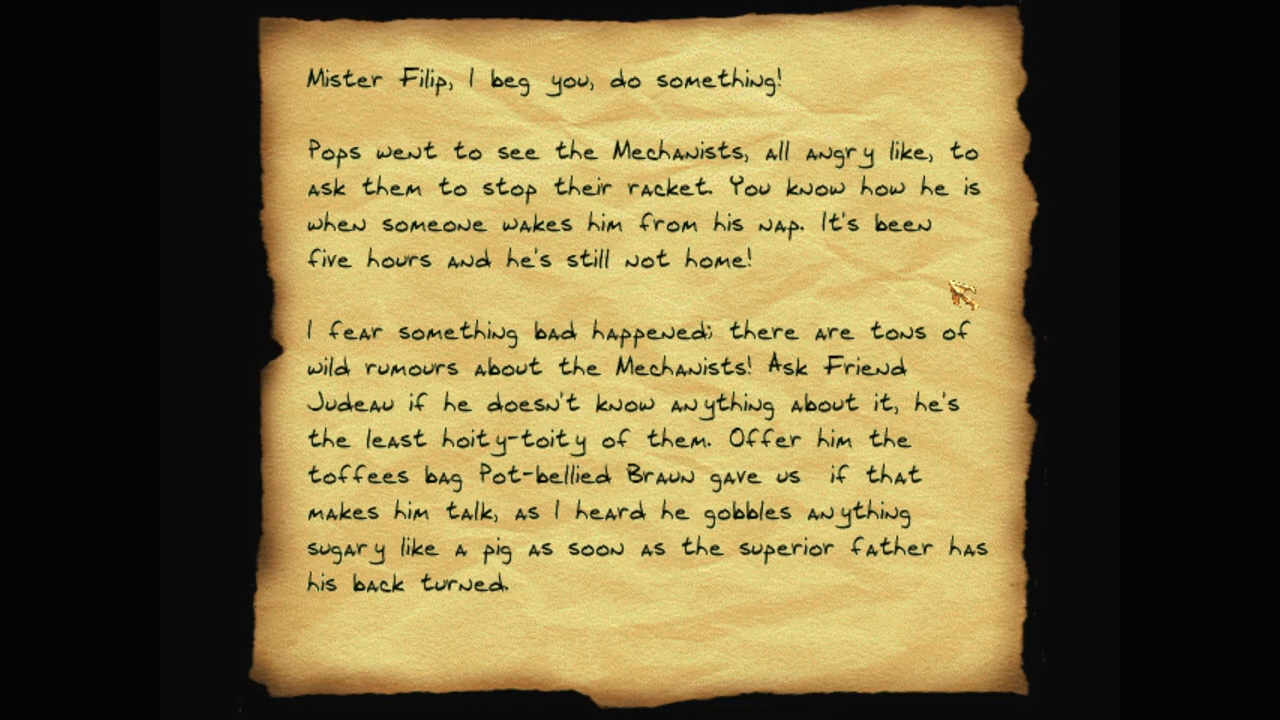 Mister Filip, I beg you, do something!
Pops went to see the Mechanists, all angry like, to
ask them to stop their racket. You know how he is
when someone wakes him from his nap. It's been
five hours and he's still not home!
I fear something bad happened; there are tons of
wild rumours about the Mechanists! Ask Friend
Judeau if he doesn't know anything about it, he's
the least hoity-toity of them. Offer him the
toffees bag Pot-bellied Braun gave us  if that
makes him talk, as I heard he gobbles anything
sugary like a pig as soon as the superior father has
his back turned.